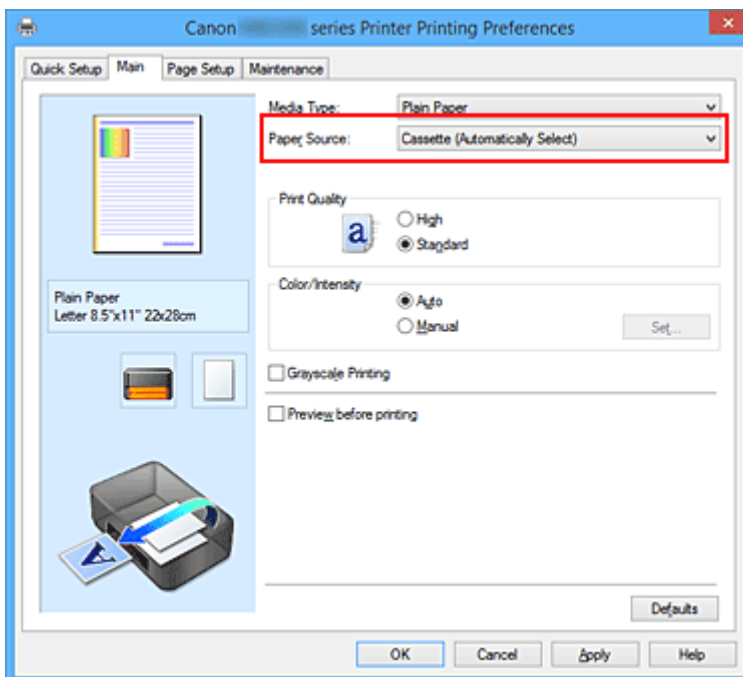 Canon series Printer Printing Preferences
Quick Setup Main Page Setup Maintenance
Media Type: Plain Paper
Paper Source: Cassette (Automatically Select)
Print Quality
a
High
Standard
Plain Paper
Letter 8.5"x11" 22x28cm
Color/Intensity
Auto
Manual Set...
Grayscale Printing
Preview before printing
A
Defaults
OK Cancel Apply Help